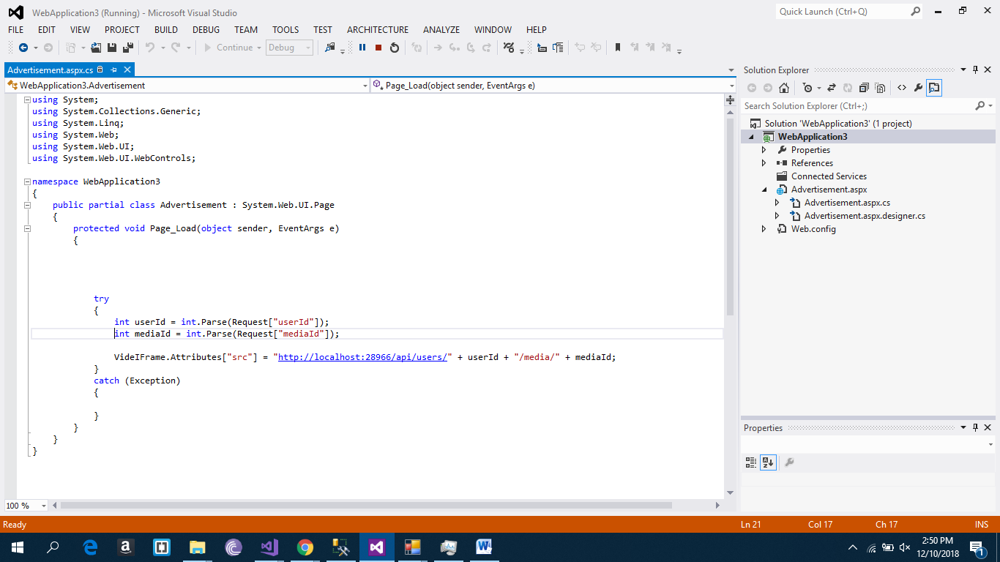 WebApplication3 (Running) - Microsoft Visual Studio
Quick Launch (Ctrl+Q)
FILE EDIT VIEW PROJECT BUILD DEBUG TEAM TOOLS TEST ARCHITECTURE ANALYZE WINDOW HELP
Continue Debug
Advertisement.aspx.cs
WebApplication3.Advertisement
Page_Load(object sender, EventArgs e)
using System;
using System.Collections.Generic;
using System.Linq;
using System.Web;
using System.Web.UI;
using System.Web.UI.WebControls;
namespace WebApplication3
{
public partial class Advertisement : System.Web.UI.Page
{
protected void Page_Load(object sender, EventArgs e)
{
try
{
int userId = int.Parse(Request["userId"]);
int mediaId = int.Parse(Request["mediaId"]);
VideIFrame.Attributes["src"] = "http://localhost:28966/api/users/" + userId + "/media/" + mediaId;
}
catch (Exception)
{
}
}
}
}
100 %
Solution Explorer
Search Solution Explorer (Ctrl+;)
Solution 'WebApplication3' (1 project)
WebApplication3
Properties
References
Connected Services
Advertisement.aspx
Advertisement.aspx.cs
Advertisement.aspx.designer.cs
Web.config
Properties
Ready
Ln 21 Col 17 Ch 17 INS
2:50 PM
12/10/2018
1